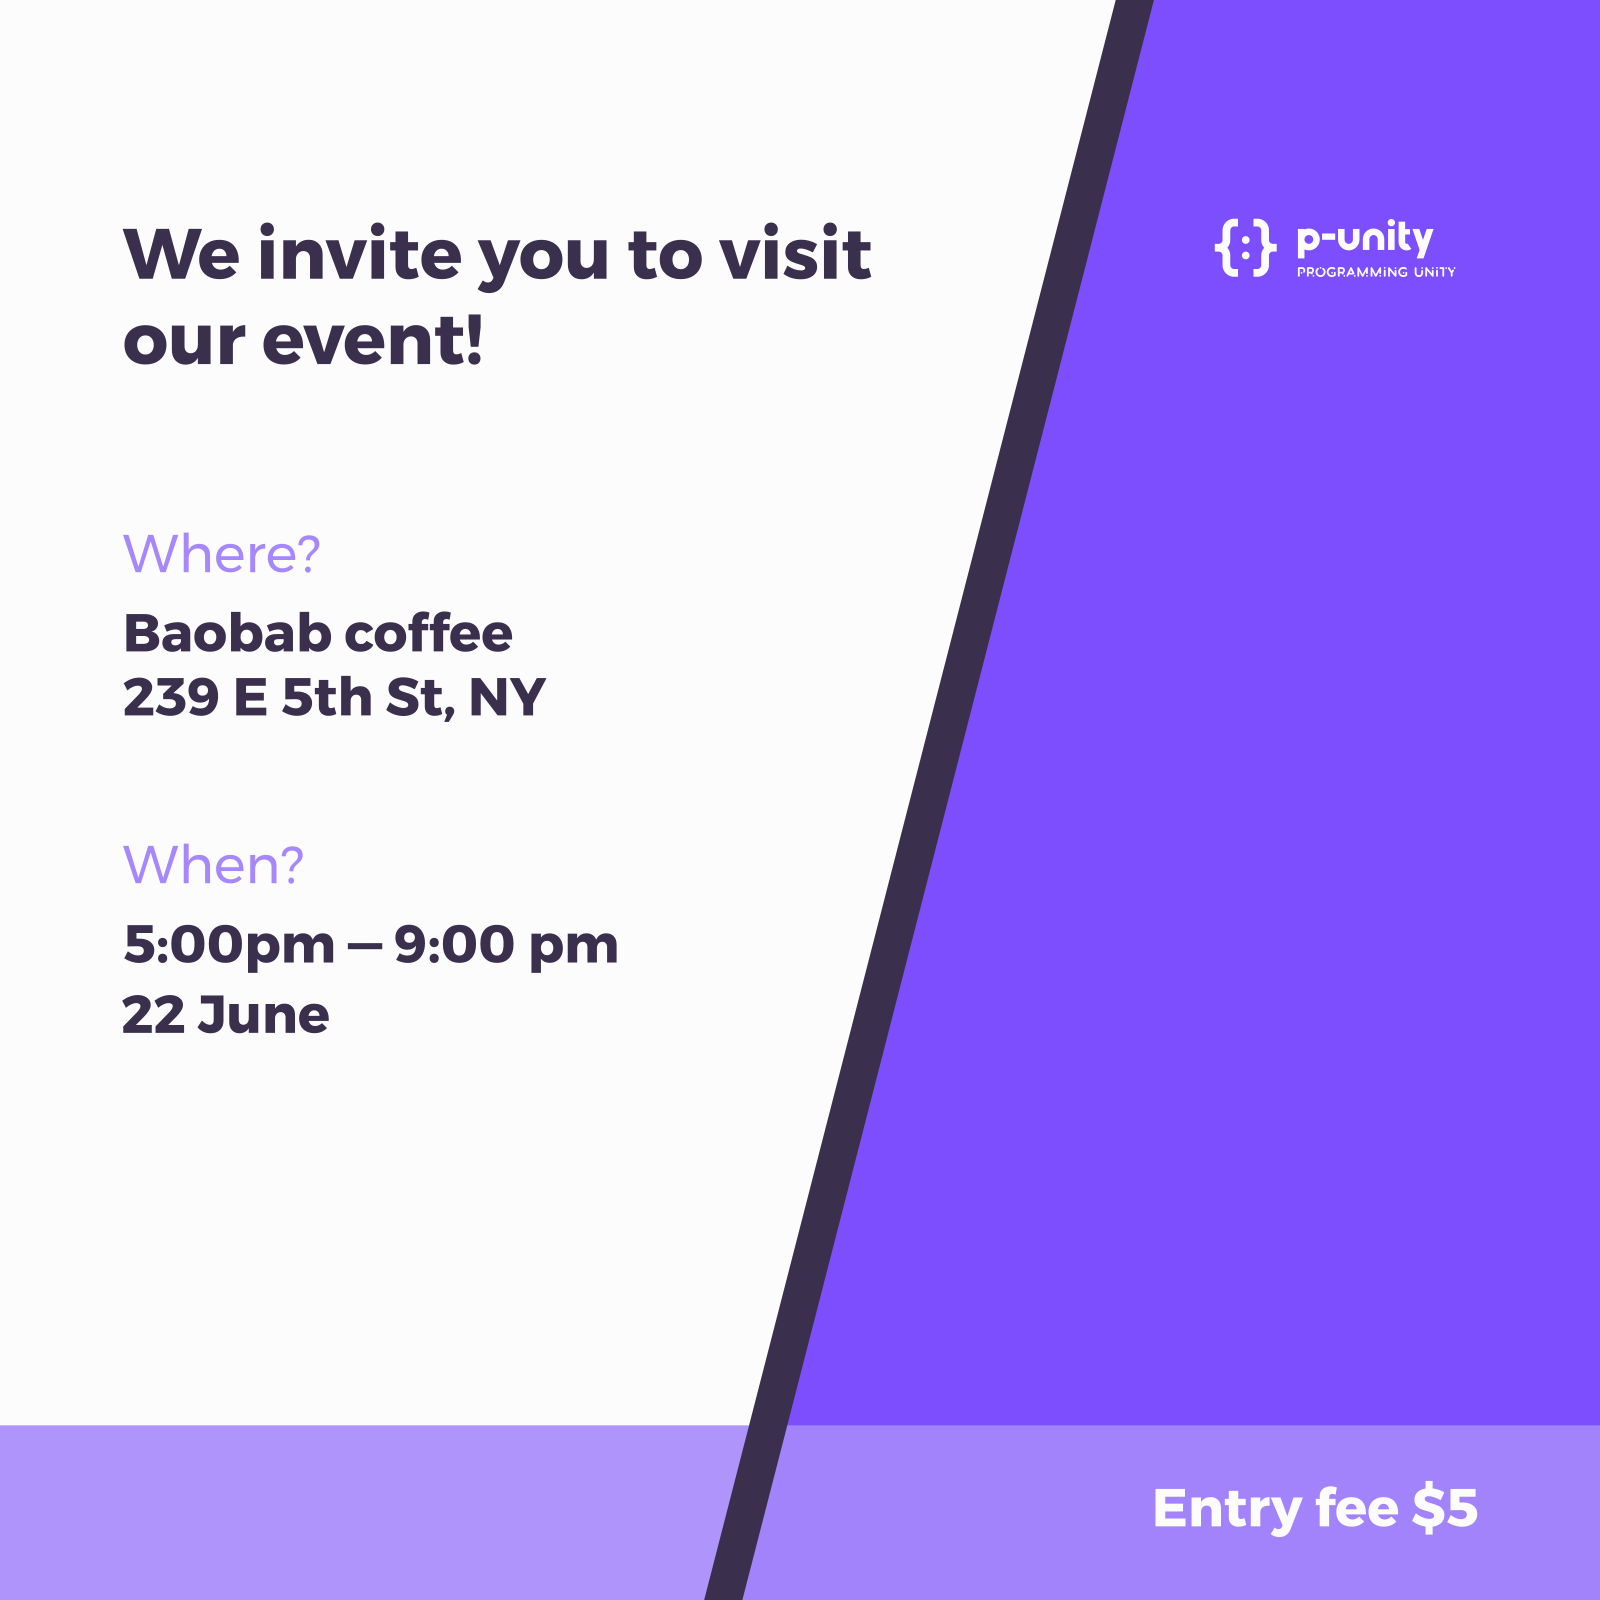 We invite you to visit
our event!
{:} p-unity
PROGRAMMiNG UNiTY
Where?
Baobab coffee
239 E 5th St, NY
When?
5:00pm — 9:00 pm
22 June
Entry fee $5